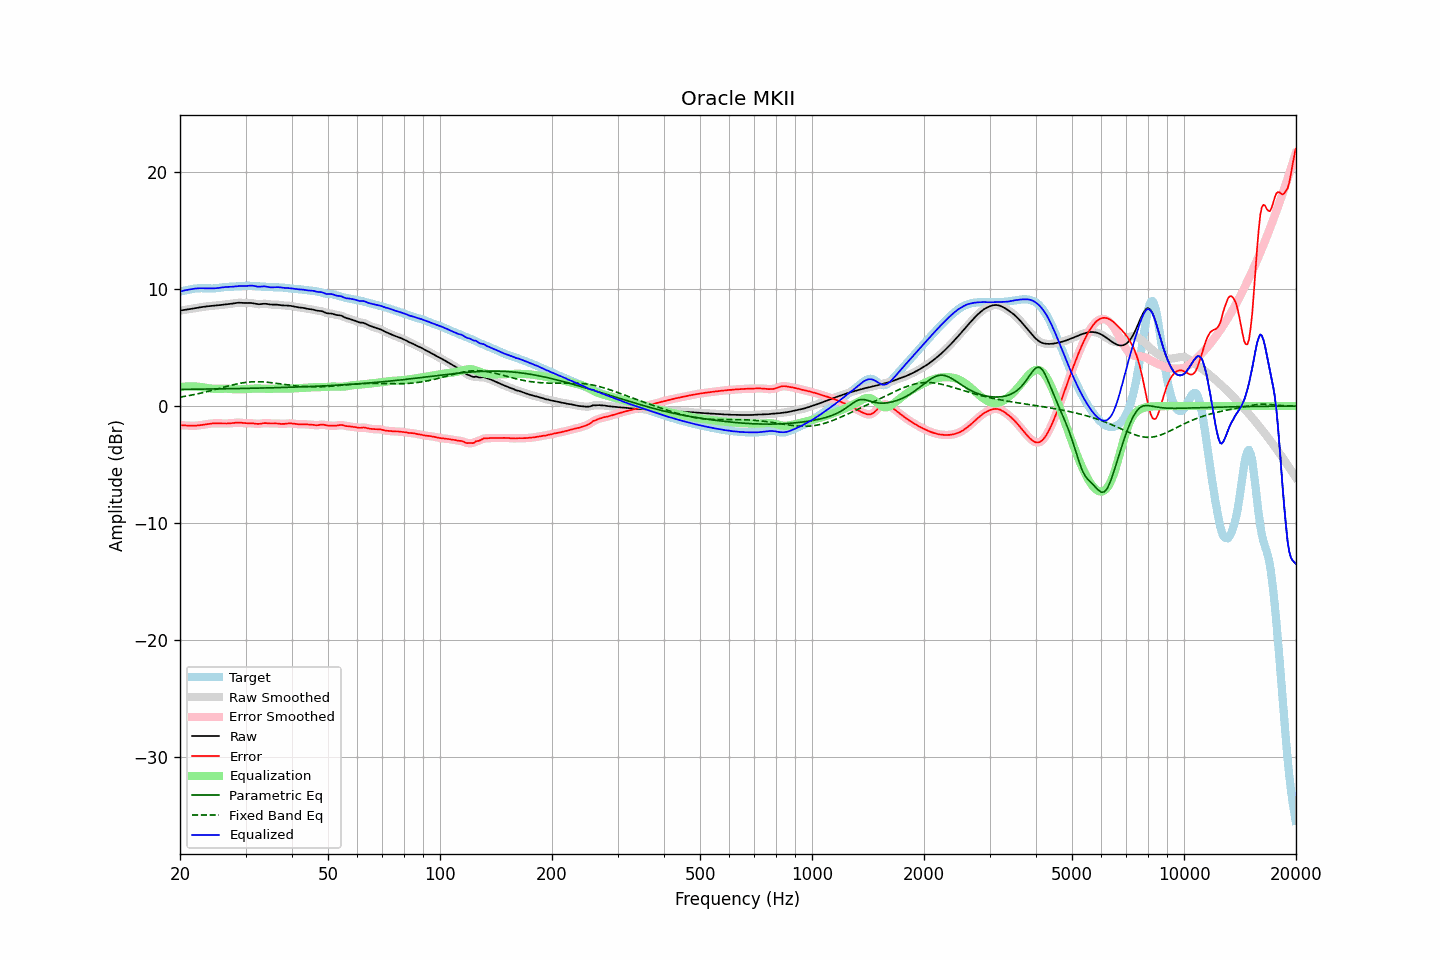 Oracle MKII
20
10
0
−10
−20
−30
Amplitude (dBr)
Target
Raw Smoothed
Error Smoothed
Raw
Error
Equalization
Parametric Eq
Fixed Band Eq
Equalized
20 50 100 200 500 1000 2000 5000 10000 20000
Frequency (Hz)